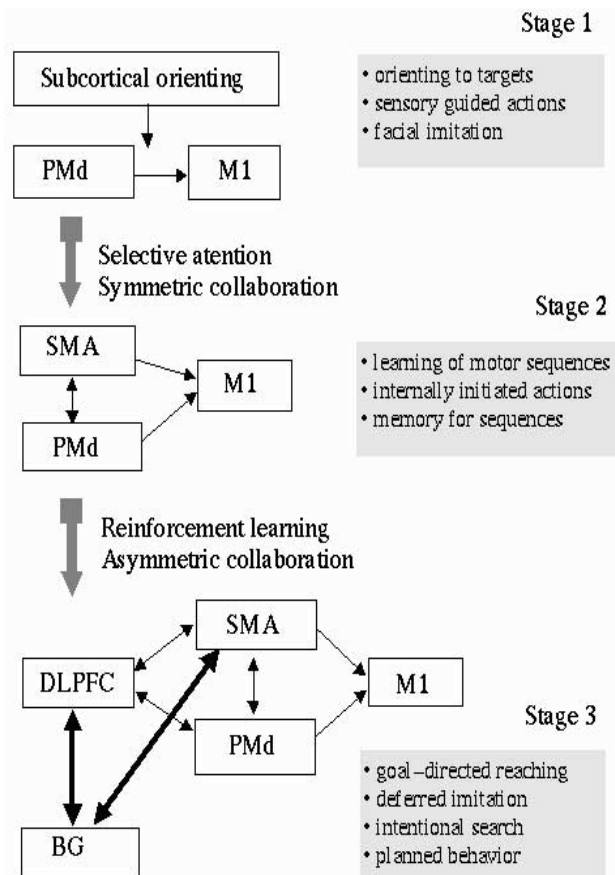 Stage 1
Subcortical orienting
• orienting to targets
• sensory guided actions
• facial imitation
PMd
M1
Selective atention
Symmetric collaboration
Stage 2
SMA
M1
PMd
• learning of motor sequences
• internally initiated actions
• memory for sequences
Reinforcement learning
Asymmetric collaboration
SMA
DLPFC
M1
PMd
Stage 3
BG
• goal-directed reaching
• deferred imitation
• intentional search
• planned behavior